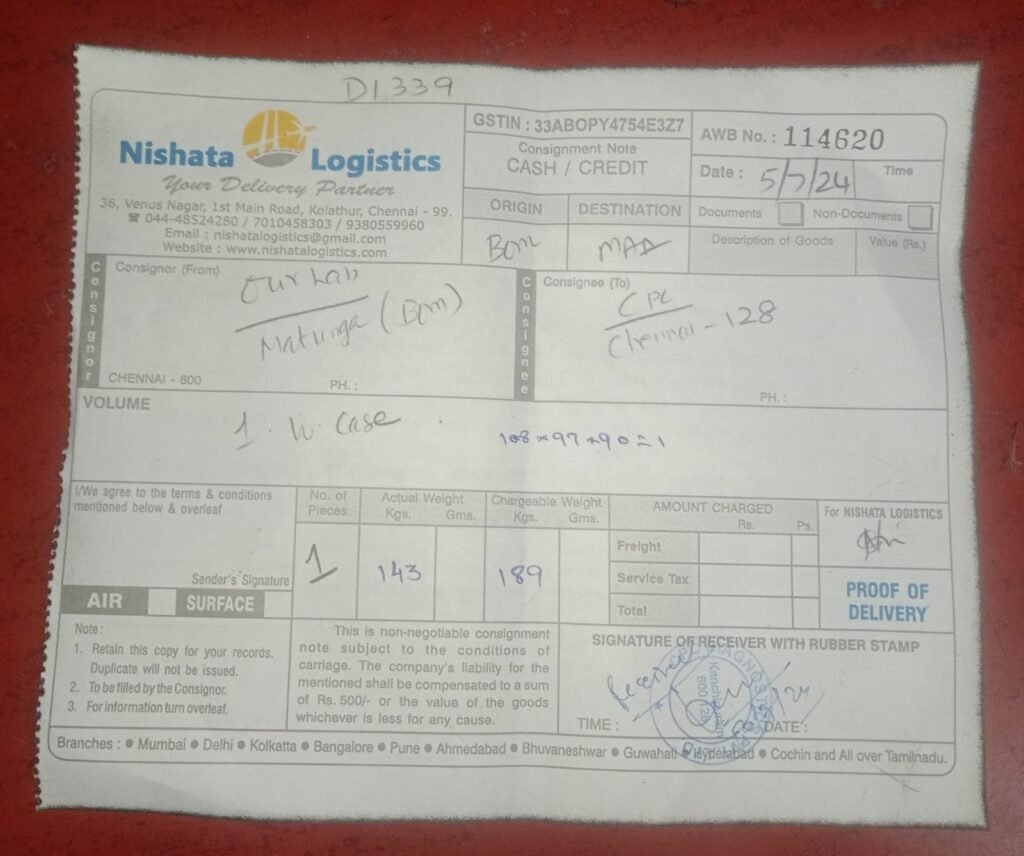 D1339
Nishata Logistics
Your Delivery Partner
36, Venus Nagar, 1st Main Road, Kolathur, Chennai - 99.
☎ 044-48524280 / 7010458303 / 9380559960
Email : nishatalogistics@gmail.com
Website : www.nishatalogistics.com
GSTIN : 33ABOPY4754E3Z7
Consignment Note
CASH / CREDIT
AWB No. : 114620
Date : 5/7/24 Time
ORIGIN DESTINATION
Bom MAA
Documents Non-Documents
Description of Goods Value (Rs.)
Consignor
Consignor (From)
Our Lab
Matunga (Bom)
CHENNAI - 600 PH. :
Consignee
Consignee (To)
CPC
Chennai - 128
PH. :
VOLUME
1 . W. Case .
108 × 97 × 90 = 1
I/We agree to the terms & conditions
mentioned below & overleaf
Sender's Signature
AIR SURFACE
No. of
Pieces
1
Actual Weight
Kgs. Gms.
143
Chargeable Weight
Kgs. Gms.
189
AMOUNT CHARGED
Rs. Ps.
Freight
Service Tax
Total
For NISHATA LOGISTICS
PROOF OF
DELIVERY
Note :
1. Retain this copy for your records.
Duplicate will not be issued.
2. To be filled by the Consignor.
3. For information turn overleaf.
This is non-negotiable consignment
note subject to the conditions of
carriage. The company's liability for the
mentioned shall be compensated to a sum
of Rs. 500/- or the value of the goods
whichever is less for any cause.
SIGNATURE OF RECEIVER WITH RUBBER STAMP
Received
600 128
TIME : DATE :
Branches : ● Mumbai ● Delhi ● Kolkatta ● Bangalore ● Pune ● Ahmedabad ● Bhuvaneshwar ● Guwahati ● Hyderabad ● Cochin and All over Tamilnadu.